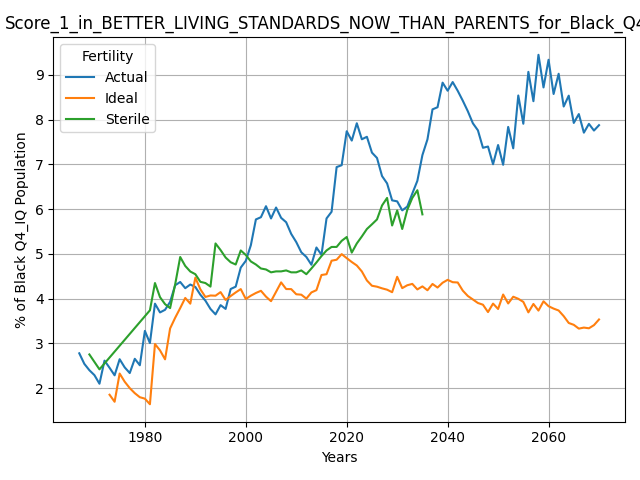 Score_1_in_BETTER_LIVING_STANDARDS_NOW_THAN_PARENTS_for_Black_Q4
Fertility
Actual
Ideal
Sterile
% of Black Q4_IQ Population
9
8
7
6
5
4
3
2
1980
2000
2020
2040
2060
Years